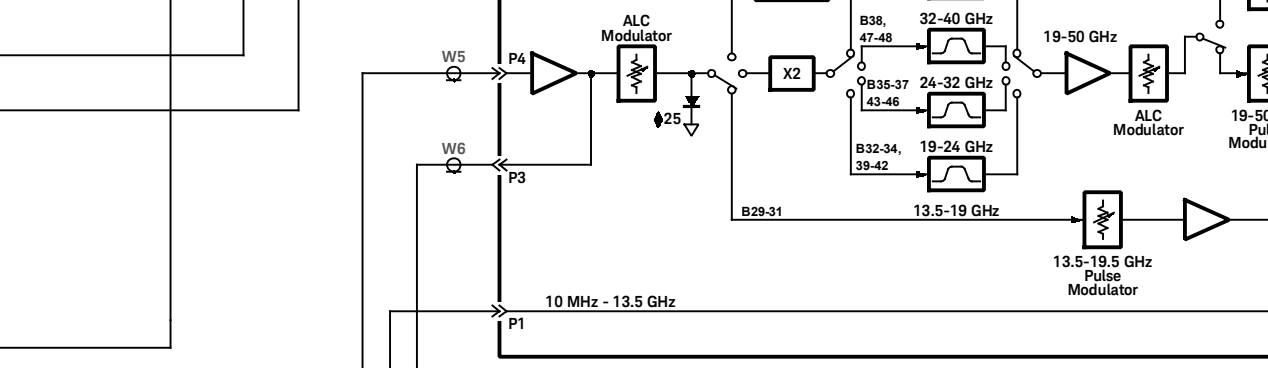 W5
P4
ALC
Modulator
25
W6
P3
X2
B38,
47-48
32-40 GHz
B35-37
43-46
24-32 GHz
B32-34,
39-42
19-24 GHz
19-50 GHz
ALC
Modulator
19-50
Pul
Modu
B29-31
13.5-19 GHz
13.5-19.5 GHz
Pulse
Modulator
10 MHz - 13.5 GHz
P1